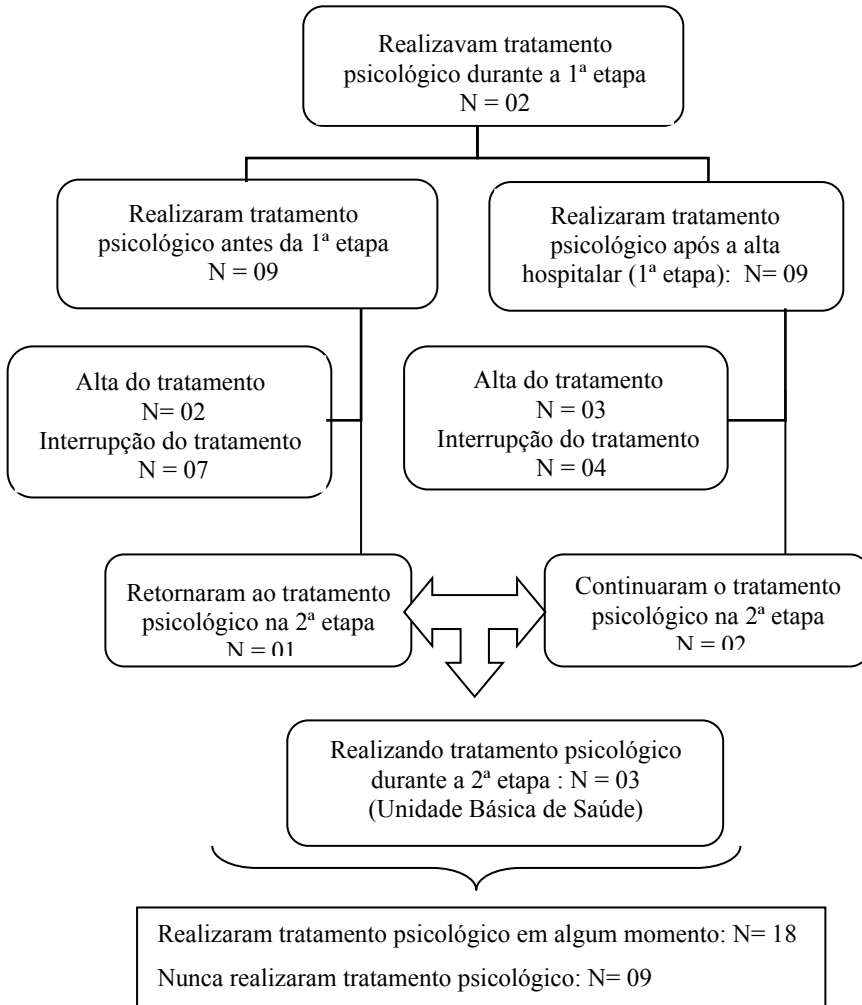 Realizavam tratamento
psicológico durante a 1ª etapa
N = 02
Realizaram tratamento
psicológico antes da 1ª etapa
N = 09
Realizaram tratamento
psicológico após a alta
hospitalar (1ª etapa): N= 09
Alta do tratamento
N= 02
Interrupção do tratamento
N = 07
Alta do tratamento
N = 03
Interrupção do tratamento
N = 04
Retornaram ao tratamento
psicológico na 2ª etapa
N = 01
Continuaram o tratamento
psicológico na 2ª etapa
N = 02
Realizando tratamento psicológico
durante a 2ª etapa : N = 03
(Unidade Básica de Saúde)
Realizaram tratamento psicológico em algum momento: N= 18
Nunca realizaram tratamento psicológico: N= 09